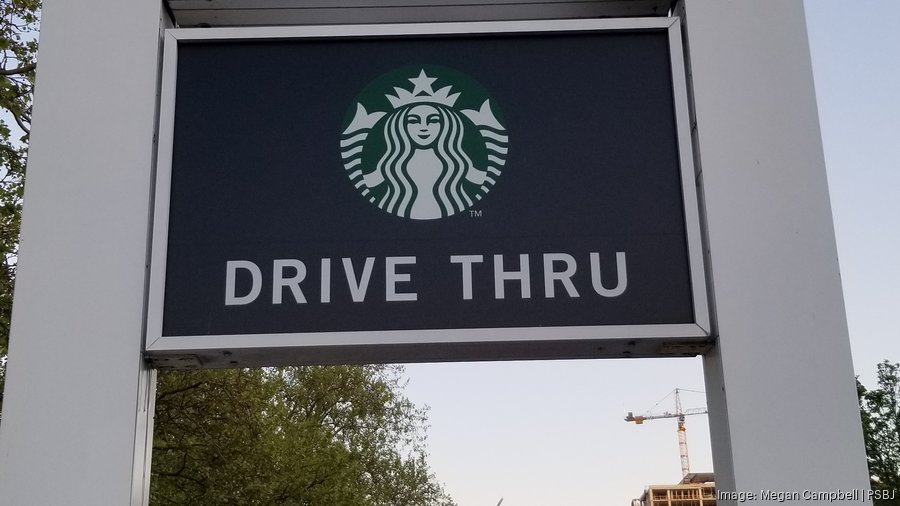 TM
DRIVE THRU
Image: Megan Campbell | PSBJ